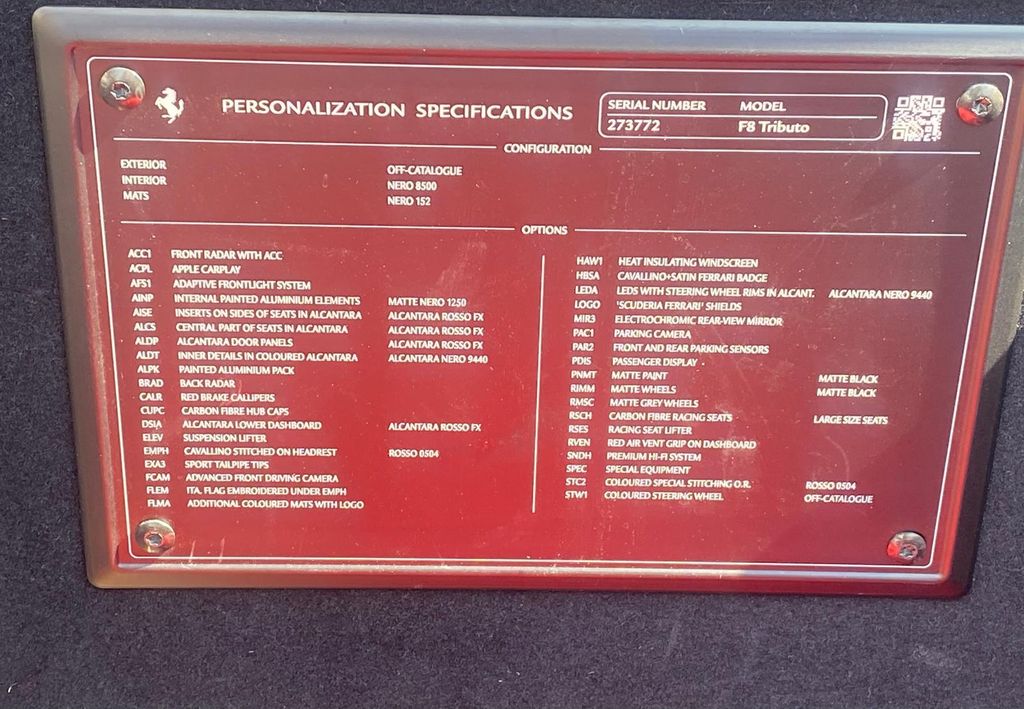 PERSONALIZATION SPECIFICATIONS
SERIAL NUMBER MODEL
273772 F8 Tributo
CONFIGURATION
EXTERIOR OFF-CATALOGUE
INTERIOR NERO 8500
MATS NERO 152
OPTIONS
ACC1 FRONT RADAR WITH ACC
ACPL APPLE CARPLAY
AFS1 ADAPTIVE FRONTLIGHT SYSTEM
AINP INTERNAL PAINTED ALUMINIUM ELEMENTS MATTE NERO 1250
AISE INSERTS ON SIDES OF SEATS IN ALCANTARA ALCANTARA ROSSO FX
ALCS CENTRAL PART OF SEATS IN ALCANTARA ALCANTARA ROSSO FX
ALDP ALCANTARA DOOR PANELS ALCANTARA ROSSO FX
ALDT INNER DETAILS IN COLOURED ALCANTARA ALCANTARA NERO 9440
ALPK PAINTED ALUMINIUM PACK
BRAD BACK RADAR
CALR RED BRAKE CALLIPERS
CUPC CARBON FIBRE HUB CAPS
DSIA ALCANTARA LOWER DASHBOARD ALCANTARA ROSSO FX
ELEV SUSPENSION LIFTER
EMPH CAVALLINO STITCHED ON HEADREST ROSSO 0504
EXA3 SPORT TAILPIPE TIPS
FCAM ADVANCED FRONT DRIVING CAMERA
FLEM ITA. FLAG EMBROIDERED UNDER EMPH
FLMA ADDITIONAL COLOURED MATS WITH LOGO
HAW1 HEAT INSULATING WINDSCREEN
HBSA CAVALLINO+SATIN FERRARI BADGE
LEDA LEDS WITH STEERING WHEEL RIMS IN ALCANT. ALCANTARA NERO 9440
LOGO 'SCUDERIA FERRARI' SHIELDS
MIR3 ELECTROCHROMIC REAR-VIEW MIRROR
PAC1 PARKING CAMERA
PAR2 FRONT AND REAR PARKING SENSORS
PDIS PASSENGER DISPLAY
PNMT MATTE PAINT MATTE BLACK
RIMM MATTE WHEELS MATTE BLACK
RMSC MATTE GREY WHEELS
RSCH CARBON FIBRE RACING SEATS LARGE SIZE SEATS
RSES RACING SEAT LIFTER
RVEN RED AIR VENT GRIP ON DASHBOARD
SNDH PREMIUM HI-FI SYSTEM
SPEC SPECIAL EQUIPMENT
STC2 COLOURED SPECIAL STITCHING O.R. ROSSO 0504
STW1 COLOURED STEERING WHEEL OFF-CATALOGUE